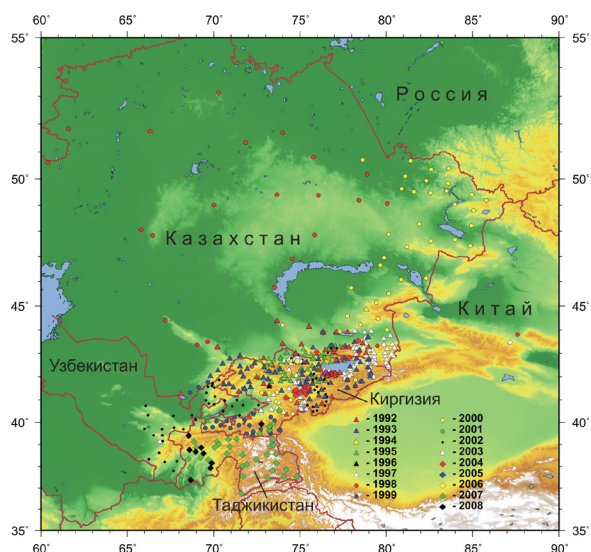 60˚ 65˚ 70˚ 75˚ 80˚ 85˚ 90˚
55˚ 55˚
Россия
50˚ 50˚
Казахстан
45˚ 45˚
Китай
Узбекистан
Киргизия
40˚ 40˚
- 1992 - 2000
- 1993 - 2001
- 1994 - 2002
- 1995 - 2003
- 1996 - 2004
- 1997 - 2005
- 1998 - 2006
- 1999 - 2007
- 2008
Таджикистан
35˚ 35˚
60˚ 65˚ 70˚ 75˚ 80˚ 85˚ 90˚